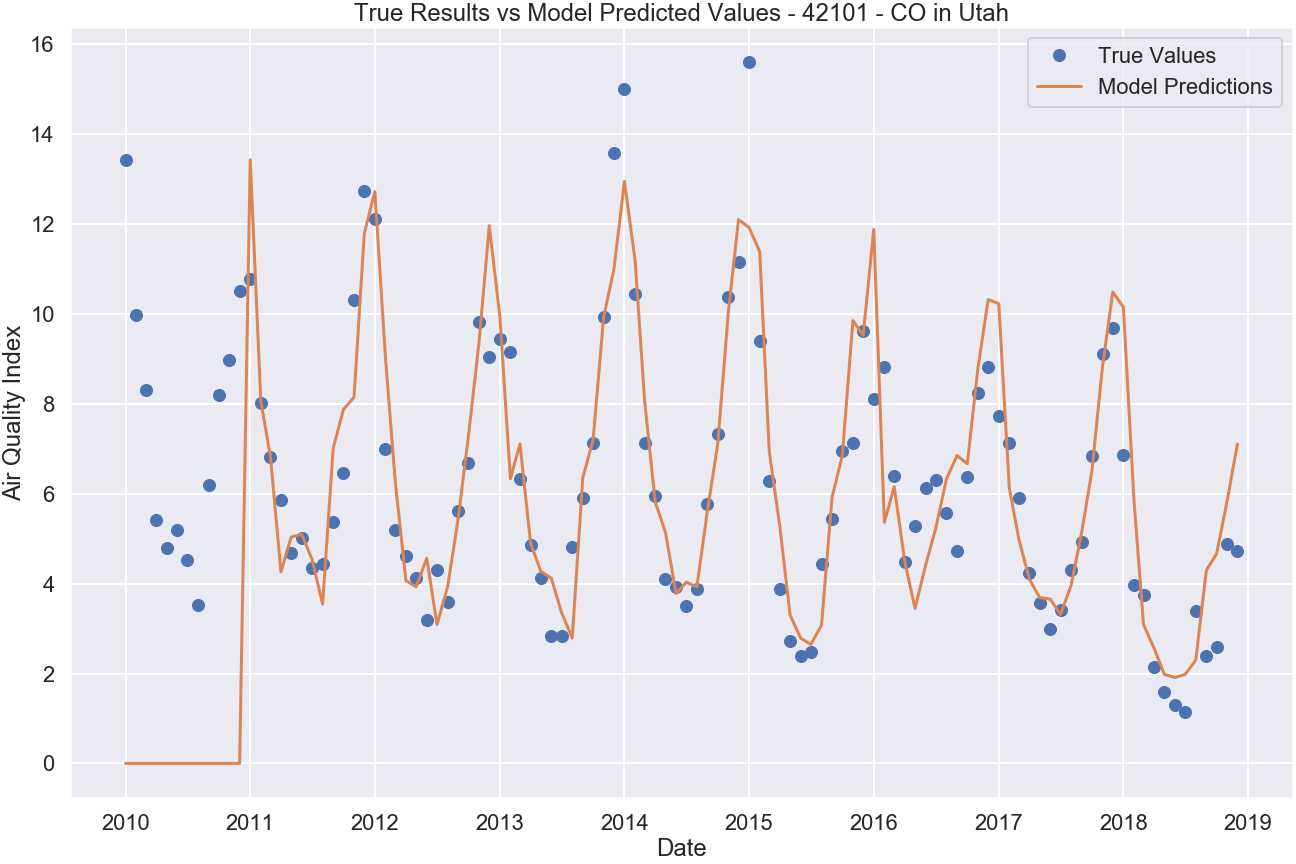 True Results vs Model Predicted Values - 42101 - CO in Utah
True Values
Model Predictions
Air Quality Index
16
14
12
10
8
6
4
2
0
2010 2011 2012 2013 2014 2015 2016 2017 2018 2019
Date